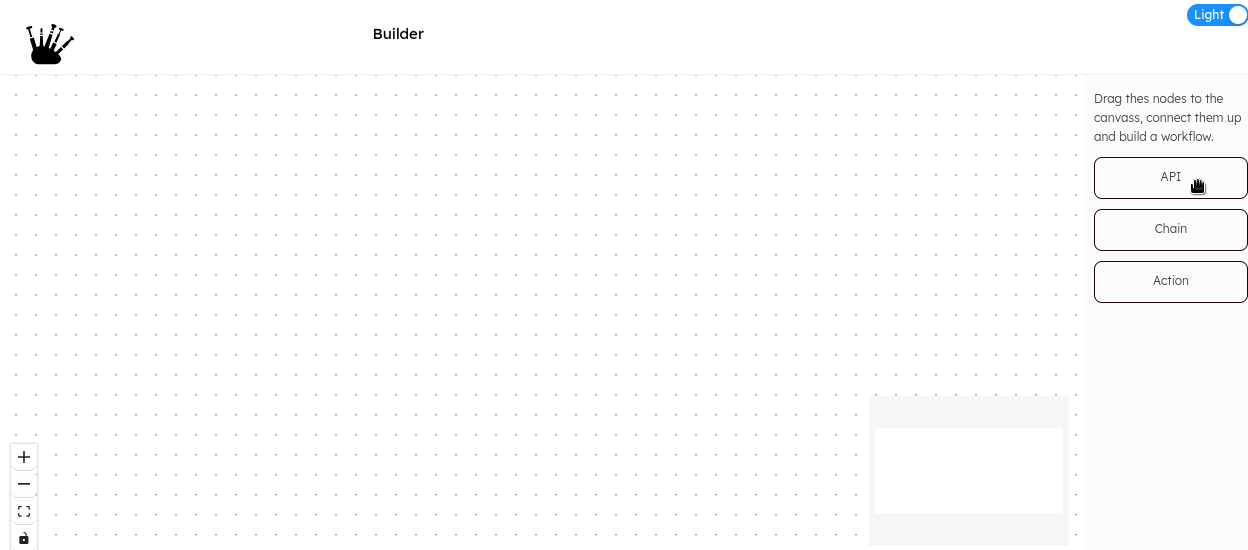 Light
Builder
Drag thes nodes to the
canvass, connect them up
and build a workflow.
API
Chain
Action